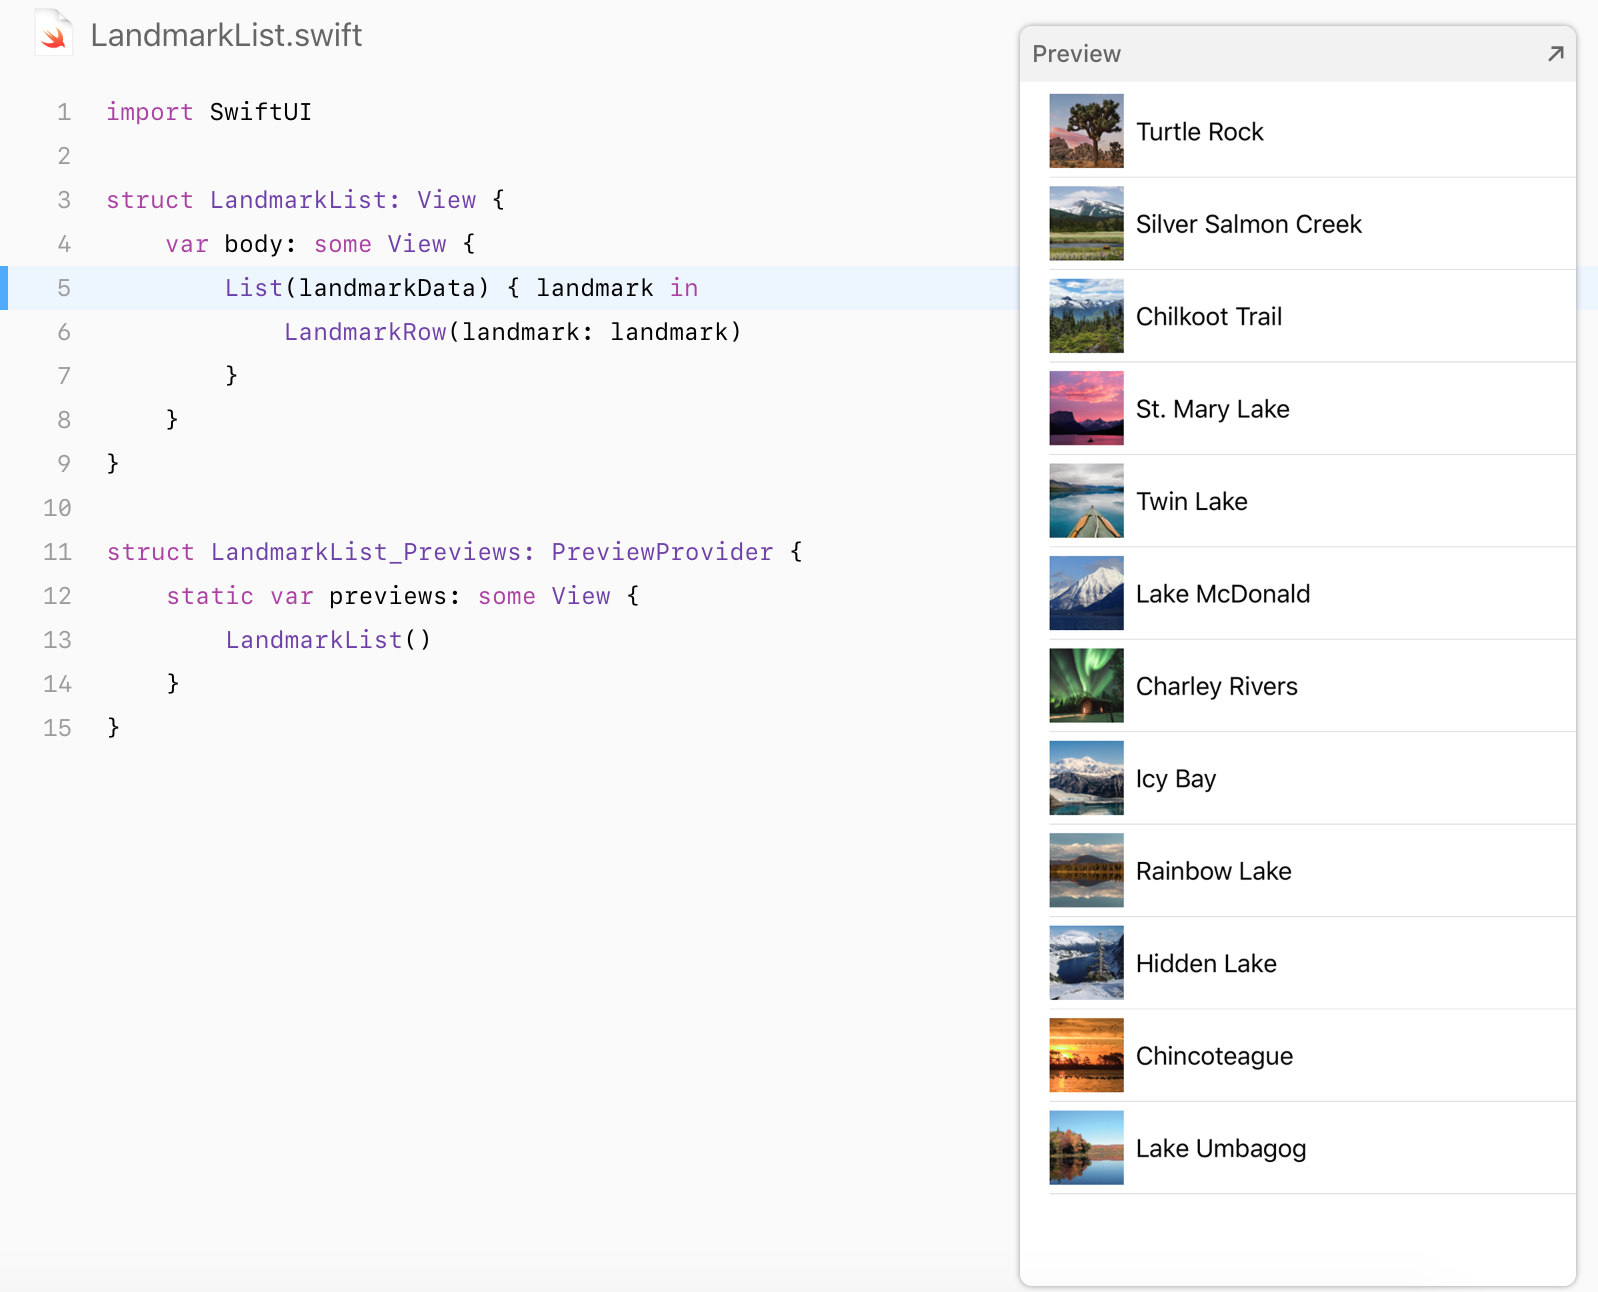 LandmarkList.swift
1 import SwiftUI
2
3 struct LandmarkList: View {
4     var body: some View {
5         List(landmarkData) { landmark in
6             LandmarkRow(landmark: landmark)
7         }
8     }
9 }
10
11 struct LandmarkList_Previews: PreviewProvider {
12     static var previews: some View {
13         LandmarkList()
14     }
15 }
Preview
Turtle Rock
Silver Salmon Creek
Chilkoot Trail
St. Mary Lake
Twin Lake
Lake McDonald
Charley Rivers
Icy Bay
Rainbow Lake
Hidden Lake
Chincoteague
Lake Umbagog